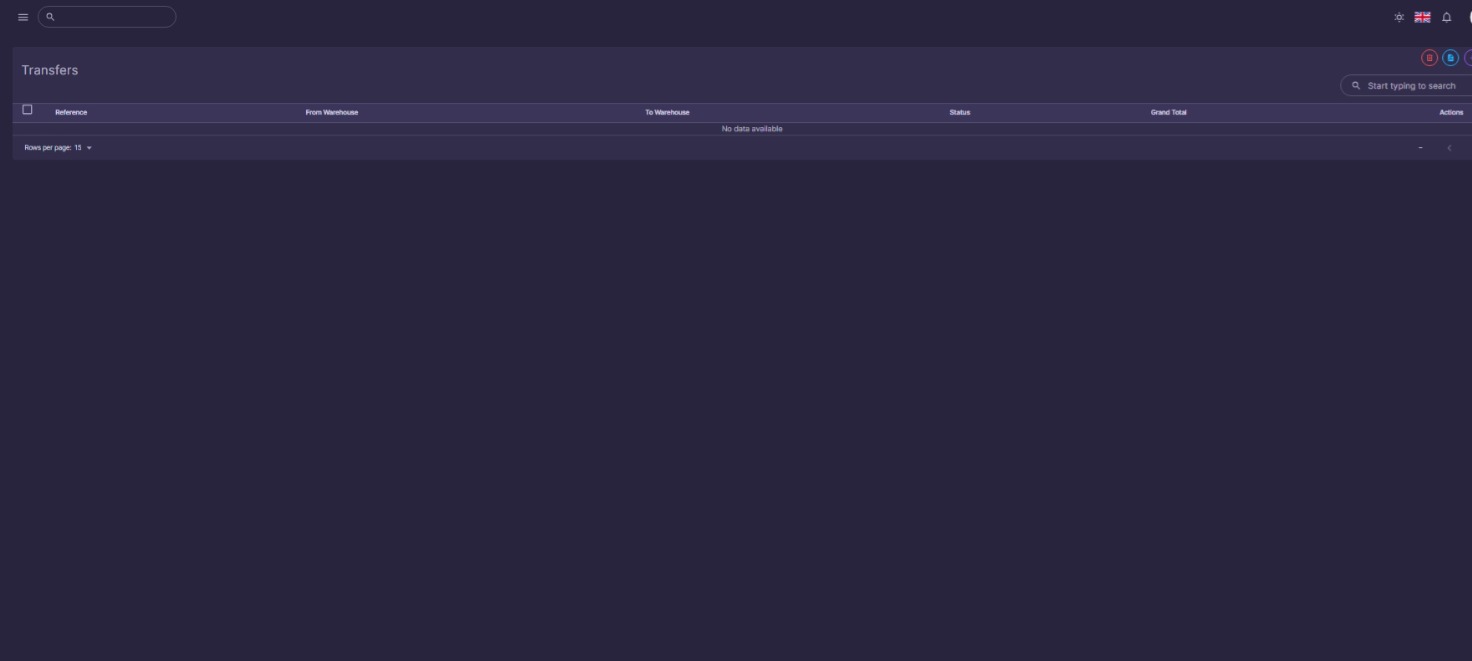 Transfers
Start typing to search
Reference From Warehouse To Warehouse Status Grand Total Actions
No data available
Rows per page: 15 –